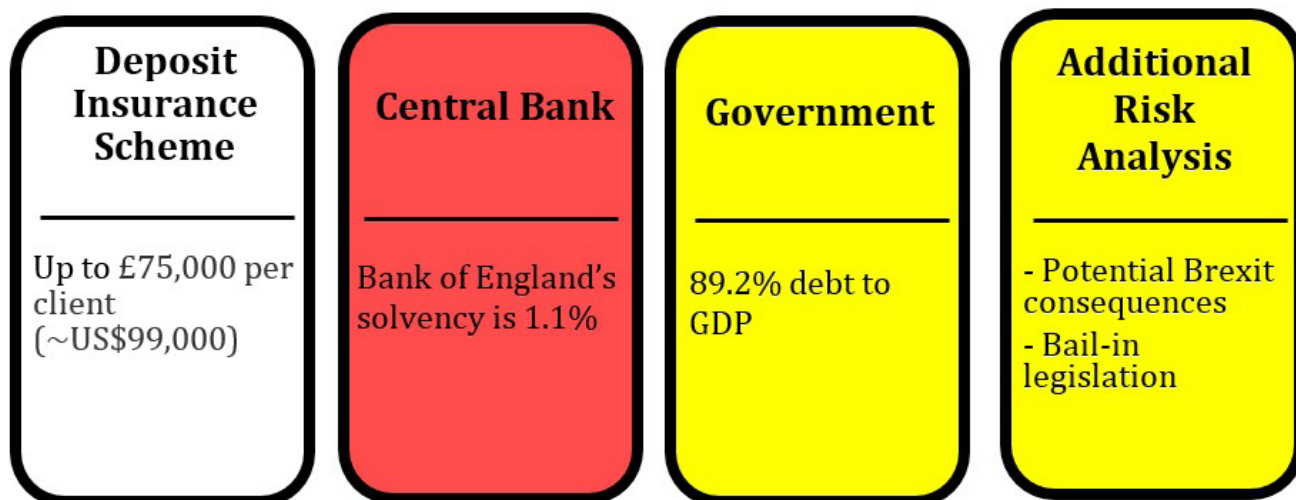 Deposit
Insurance
Scheme
Up to £75,000 per
client
(~US$99,000)
Central Bank
Bank of England’s
solvency is 1.1%
Government
89.2% debt to
GDP
Additional
Risk
Analysis
- Potential Brexit
consequences
- Bail-in
legislation